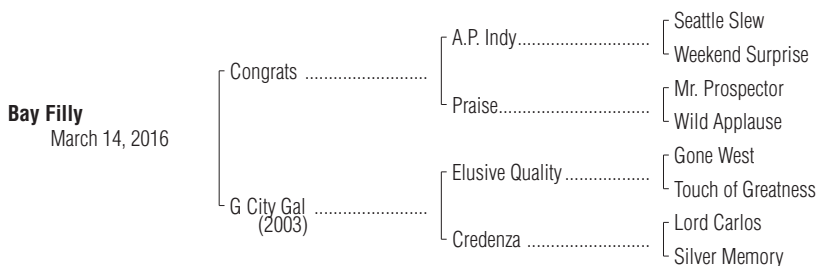 Seattle Slew
A.P. Indy..............................
Weekend Surprise
Congrats ............................
Mr. Prospector
Praise...................................
Wild Applause
Bay Filly
March 14, 2016
Gone West
Elusive Quality ...................
Touch of Greatness
G City Gal ..........................
(2003)
Lord Carlos
Credenza ............................
Silver Memory